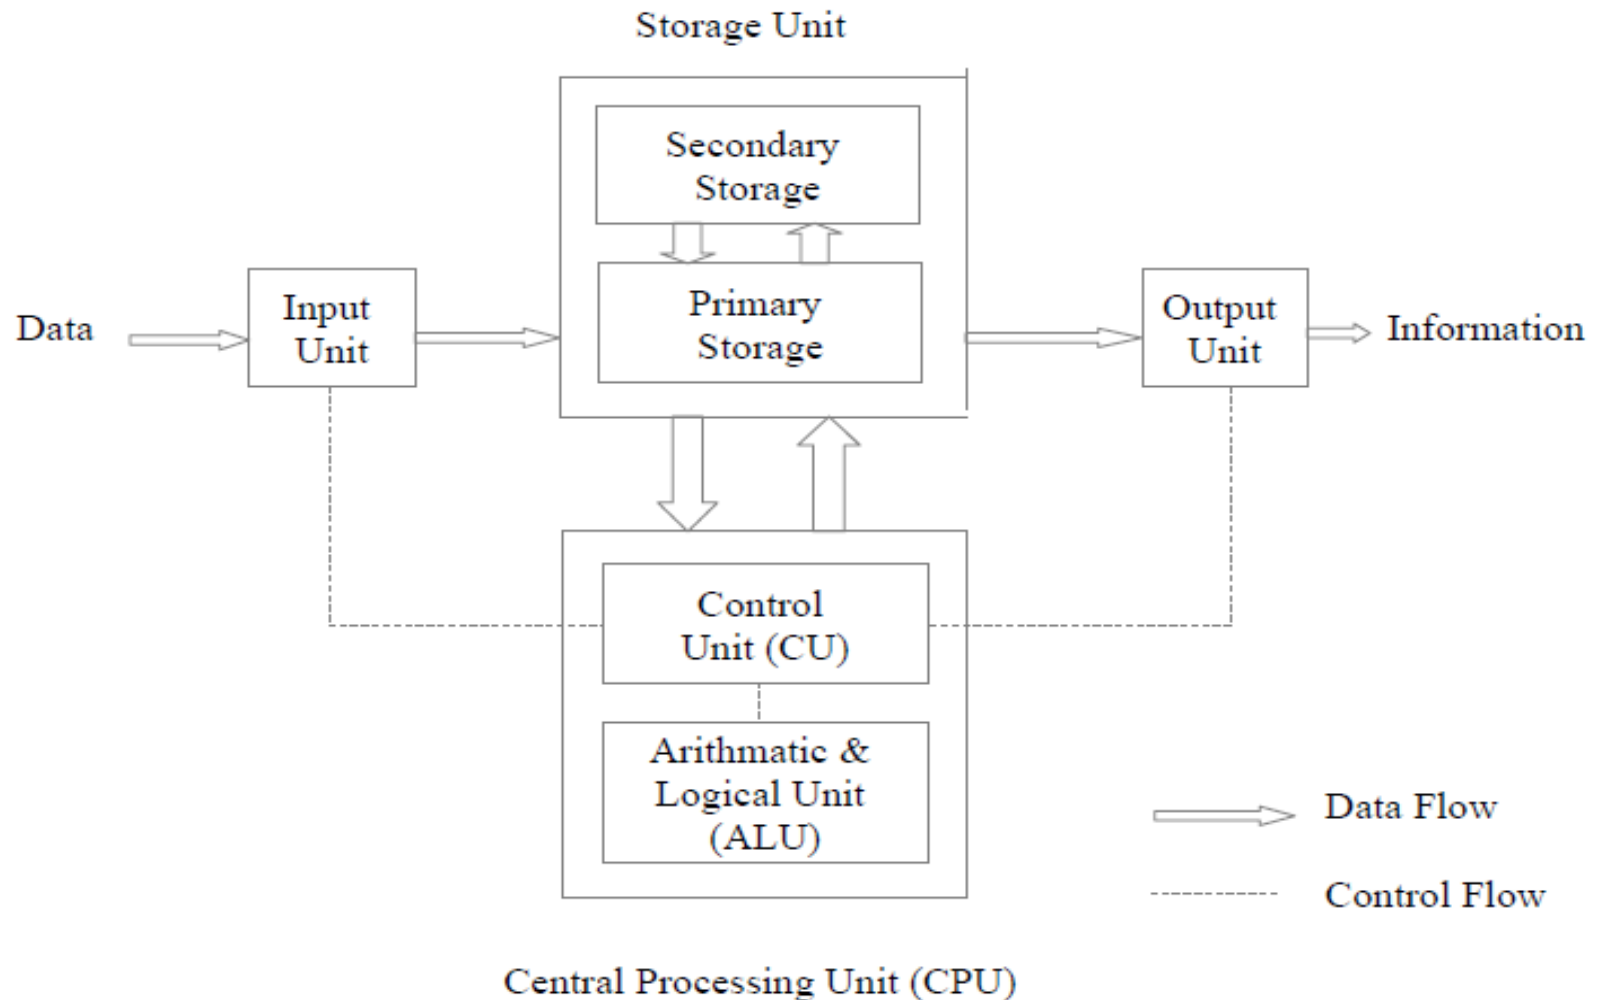 Storage Unit
Secondary
Storage
Primary
Storage
Data
Input
Unit
Output
Unit
Information
Control
Unit (CU)
Arithmatic &
Logical Unit
(ALU)
Data Flow
Control Flow
Central Processing Unit (CPU)